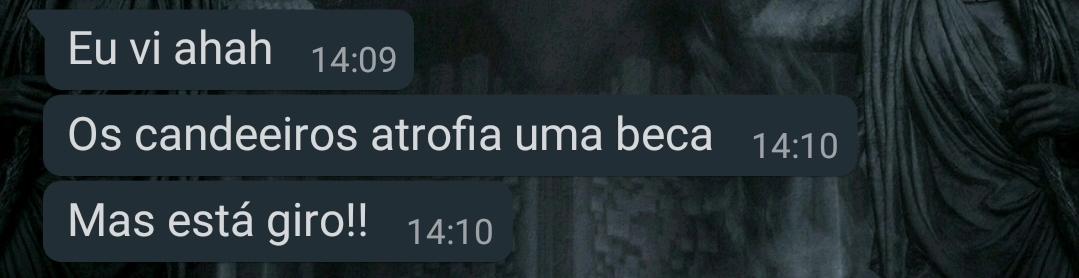 Eu vi ahah 14:09
Os candeeiros atrofia uma beca 14:10
Mas está giro!! 14:10